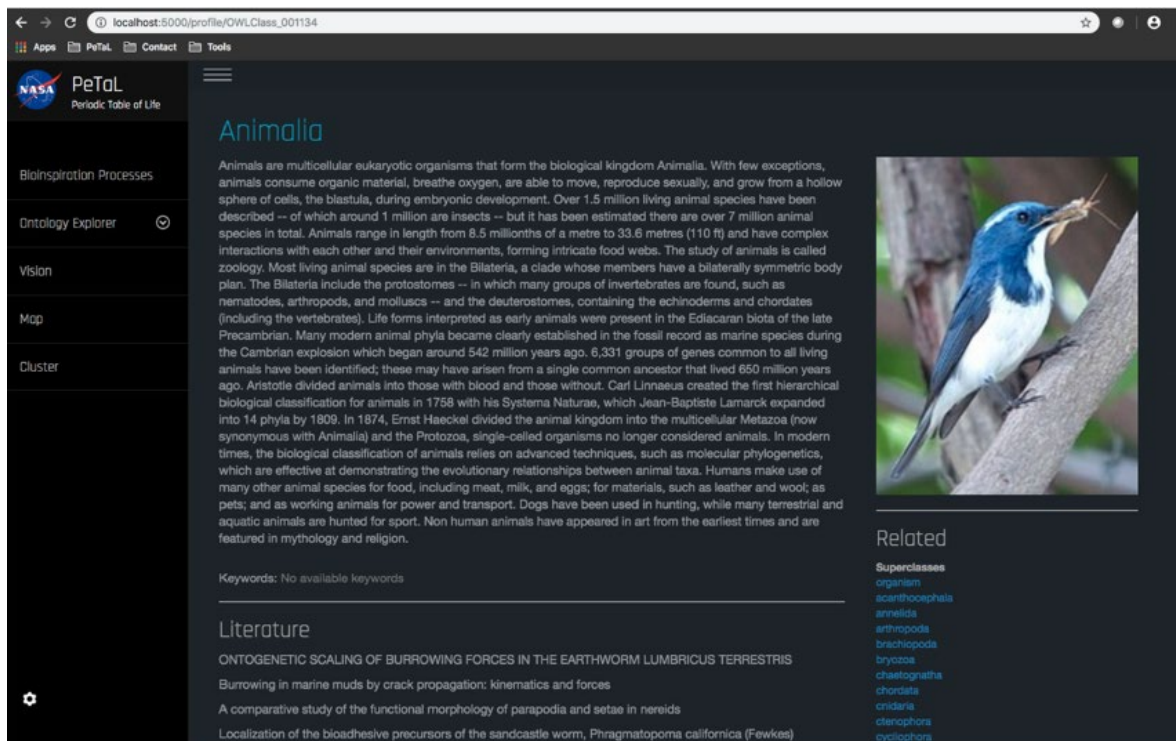 localhost:5000/profile/OWLClass_001134
Apps PeTaL Contact Tools
NASA
PeTaL
Periodic Table of Life
Bioinspiration Processes
Ontology Explorer
Vision
Map
Cluster
Animalia
Animals are multicellular eukaryotic organisms that form the biological kingdom Animalia. With few exceptions,
animals consume organic material, breathe oxygen, are able to move, reproduce sexually, and grow from a hollow
sphere of cells, the blastula, during embryonic development. Over 1.5 million living animal species have been
described -- of which around 1 million are insects -- but it has been estimated there are over 7 million animal
species in total. Animals range in length from 8.5 millionths of a metre to 33.6 metres (110 ft) and have complex
interactions with each other and their environments, forming intricate food webs. The study of animals is called
zoology. Most living animal species are in the Bilateria, a clade whose members have a bilaterally symmetric body
plan. The Bilateria include the protostomes -- in which many groups of invertebrates are found, such as
nematodes, arthropods, and molluscs -- and the deuterostomes, containing the echinoderms and chordates
(including the vertebrates). Life forms interpreted as early animals were present in the Ediacaran biota of the late
Precambrian. Many modern animal phyla became clearly established in the fossil record as marine species during
the Cambrian explosion which began around 542 million years ago. 6,331 groups of genes common to all living
animals have been identified; these may have arisen from a single common ancestor that lived 650 million years
ago. Aristotle divided animals into those with blood and those without. Carl Linnaeus created the first hierarchical
biological classification for animals in 1758 with his Systema Naturae, which Jean-Baptiste Lamarck expanded
into 14 phyla by 1809. In 1874, Ernst Haeckel divided the animal kingdom into the multicellular Metazoa (now
synonymous with Animalia) and the Protozoa, single-celled organisms no longer considered animals. In modern
times, the biological classification of animals relies on advanced techniques, such as molecular phylogenetics,
which are effective at demonstrating the evolutionary relationships between animal taxa. Humans make use of
many other animal species for food, including meat, milk, and eggs; for materials, such as leather and wool; as
pets; and as working animals for power and transport. Dogs have been used in hunting, while many terrestrial and
aquatic animals are hunted for sport. Non human animals have appeared in art from the earliest times and are
featured in mythology and religion.
Keywords: No available keywords
Literature
ONTOGENETIC SCALING OF BURROWING FORCES IN THE EARTHWORM LUMBRICUS TERRESTRIS
Burrowing in marine muds by crack propagation: kinematics and forces
A comparative study of the functional morphology of parapodia and setae in nereids
Localization of the bioadhesive precursors of the sandcastle worm, Phragmatopoma californica (Fewkes)
Related
Superclasses
organism
acanthocephala
annelida
arthropoda
brachiopoda
bryozoa
chaetognatha
chordata
cnidaria
ctenophora
cycliophora